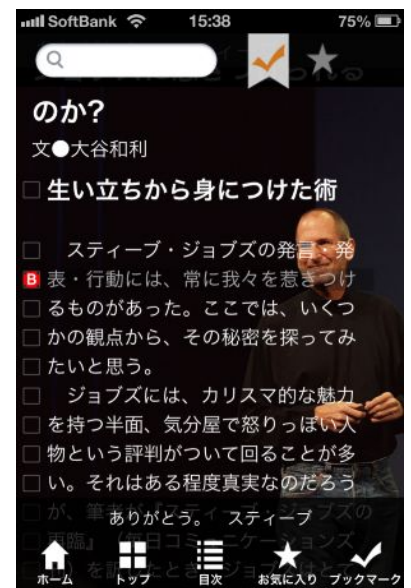 SoftBank 15:38 75%
のか?
文●大谷和利
生い立ちから身につけた術
スティーブ・ジョブズの発言・発
B 表・行動には、常に我々を惹きつけ
るものがあった。ここでは、いくつ
かの観点から、その秘密を探ってみ
たいと思う。
ジョブズには、カリスマ的な魅力
を持つ半面、気分屋で怒りっぽい人
物という評判がついて回ることが多
い。それはある程度真実なのだろう
ありがとう。 スティーブ
ホーム トップ 目次 お気に入り ブックマーク